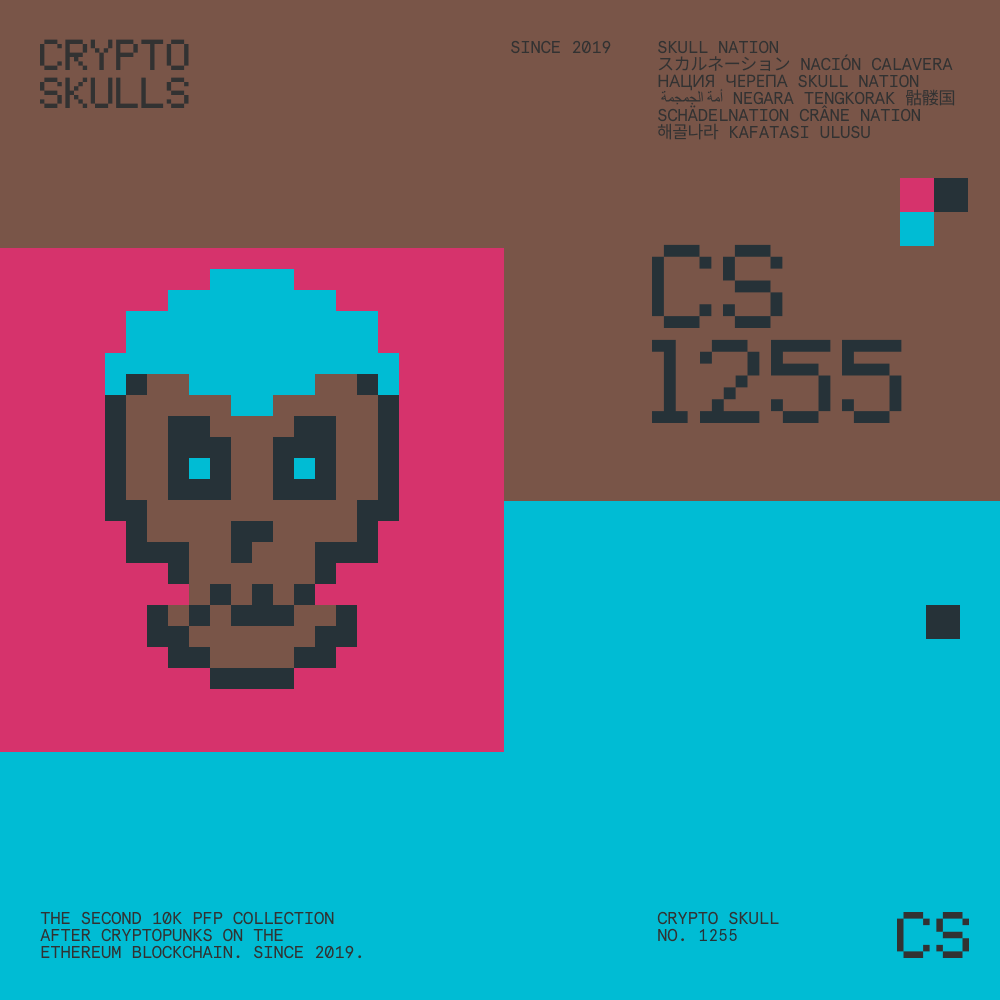 CRYPTO
SKULLS
SINCE 2019
SKULL NATION
スカルネーション NACIÓN CALAVERA
НАЦИЯ ЧЕРЕПА SKULL NATION
أمة الجمجمة NEGARA TENGKORAK 骷髅国
SCHÄDELNATION CRÂNE NATION
해골나라 KAFATASI ULUSU
CS
1255
THE SECOND 10K PFP COLLECTION
AFTER CRYPTOPUNKS ON THE
ETHEREUM BLOCKCHAIN. SINCE 2019.
CRYPTO SKULL
NO. 1255
CS